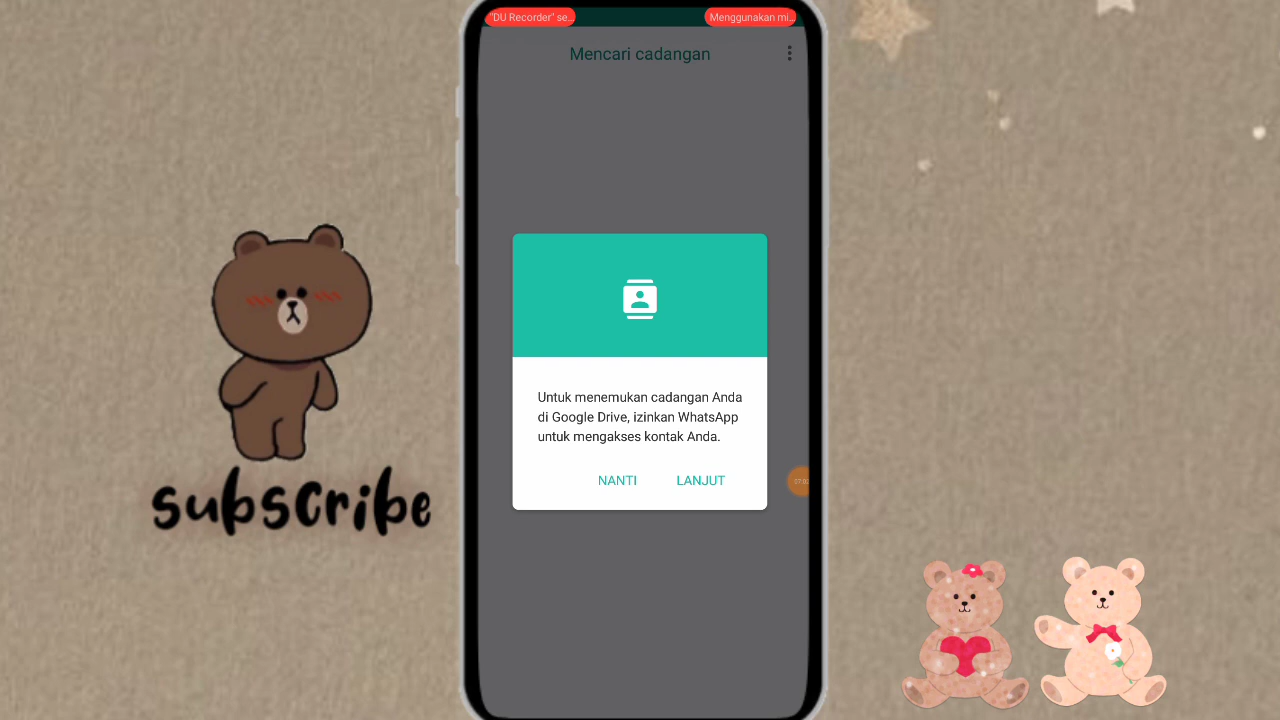 "DU Recorder" se...
Menggunakan mi...
Mencari cadangan
Untuk menemukan cadangan Anda
di Google Drive, izinkan WhatsApp
untuk mengakses kontak Anda.
NANTI
LANJUT
subscribe